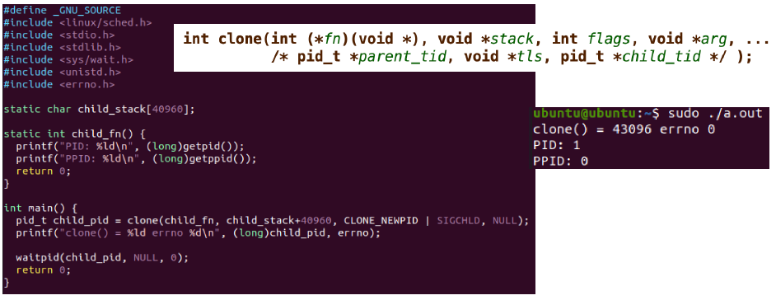 #define _GNU_SOURCE
#include <linux/sched.h>
#include <stdio.h>
#include <stdlib.h>
#include <sys/wait.h>
#include <unistd.h>
#include <errno.h>
static char child_stack[40960];
static int child_fn() {
printf("PID: %ld\n", (long)getpid());
printf("PPID: %ld\n", (long)getppid());
return 0;
}
int main() {
pid_t child_pid = clone(child_fn, child_stack+40960, CLONE_NEWPID | SIGCHLD, NULL);
printf("clone() = %ld errno %d\n", (long)child_pid, errno);
waitpid(child_pid, NULL, 0);
return 0;
}
int clone(int (*fn)(void *), void *stack, int flags, void *arg, ...
/* pid_t *parent_tid, void *tls, pid_t *child_tid */ );
ubuntu@ubuntu:~$ sudo ./a.out
clone() = 43096 errno 0
PID: 1
PPID: 0